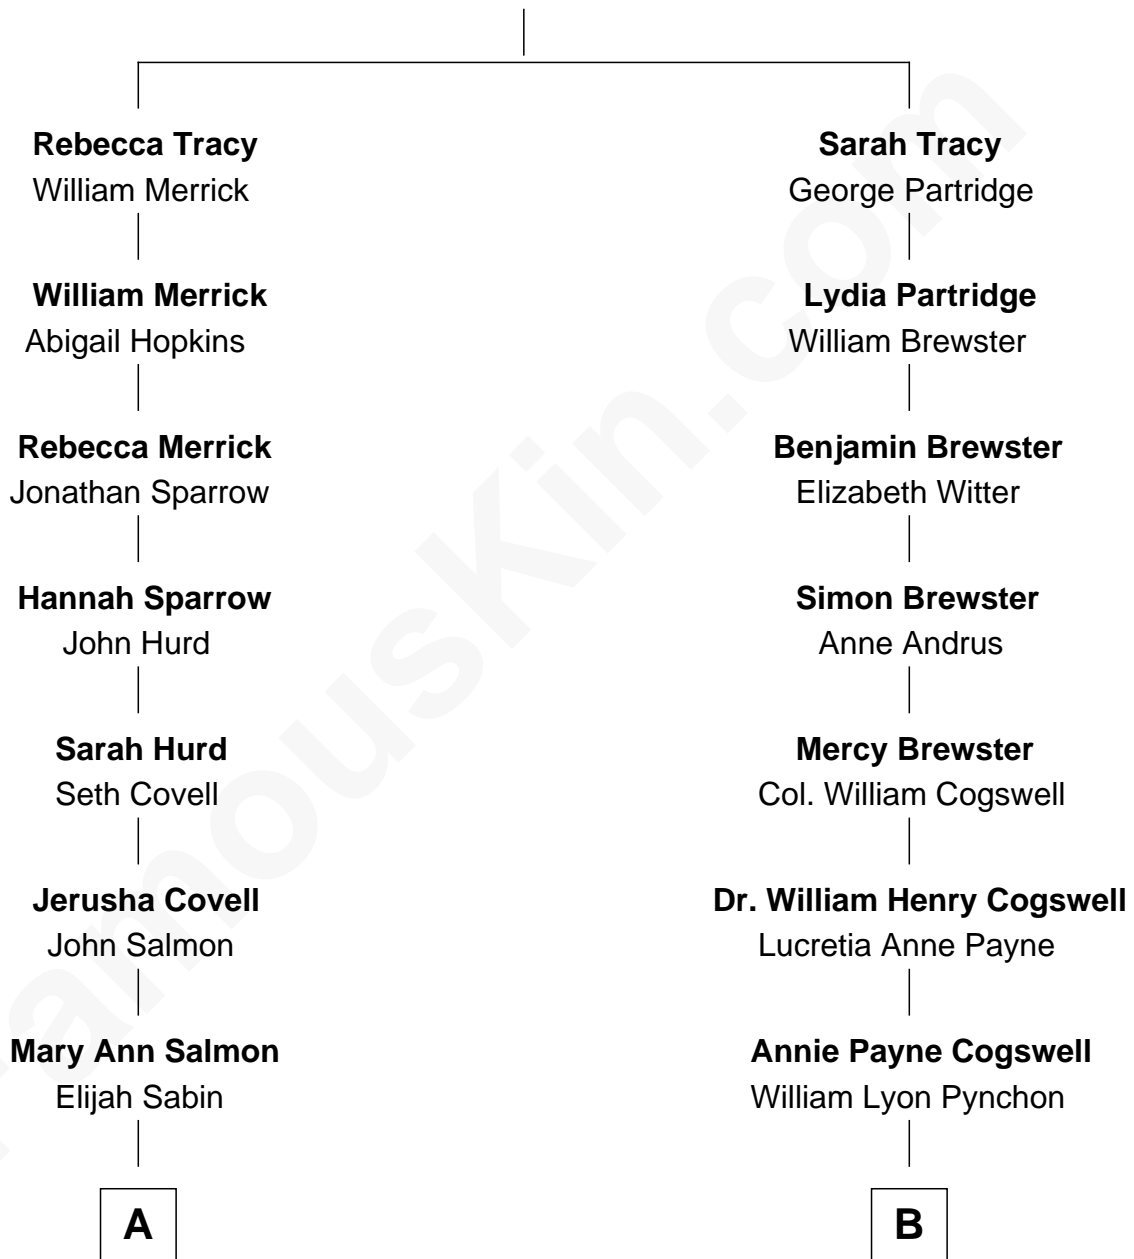 Rebecca Tracy
William Merrick
William Merrick
Abigail Hopkins
Rebecca Merrick
Jonathan Sparrow
Hannah Sparrow
John Hurd
Sarah Hurd
Seth Covell
Jerusha Covell
John Salmon
Mary Ann Salmon
Elijah Sabin
A
Sarah Tracy
George Partridge
Lydia Partridge
William Brewster
Benjamin Brewster
Elizabeth Witter
Simon Brewster
Anne Andrus
Mercy Brewster
Col. William Cogswell
Dr. William Henry Cogswell
Lucretia Anne Payne
Annie Payne Cogswell
William Lyon Pynchon
B
FamousKin.com